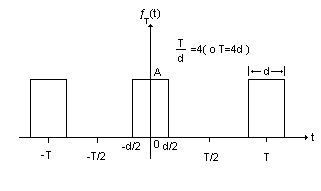 f_T(t)
T/d =4( o T=4d )
A
d
-T
-T/2
-d/2
0
d/2
T/2
T
t